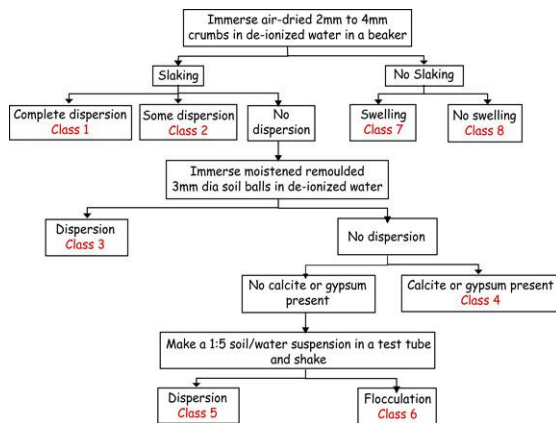 Immerse air-dried 2mm to 4mm
crumbs in de-ionized water in a beaker
Slaking
No Slaking
Complete dispersion
Class 1
Some dispersion
Class 2
No
dispersion
Swelling
Class 7
No swelling
Class 8
Immerse moistened remoulded
3mm dia soil balls in de-ionized water
Dispersion
Class 3
No dispersion
No calcite or gypsum
present
Calcite or gypsum present
Class 4
Make a 1:5 soil/water suspension in a test tube
and shake
Dispersion
Class 5
Flocculation
Class 6